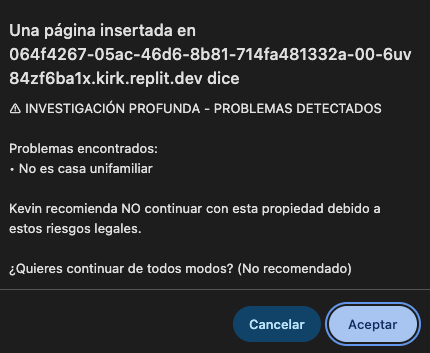 Una página insertada en
064f4267-05ac-46d6-8b81-714fa481332a-00-6uv
84zf6ba1x.kirk.replit.dev dice
⚠ INVESTIGACIÓN PROFUNDA - PROBLEMAS DETECTADOS
Problemas encontrados:
• No es casa unifamiliar
Kevin recomienda NO continuar con esta propiedad debido a
estos riesgos legales.
¿Quieres continuar de todos modos? (No recomendado)
Cancelar
Aceptar